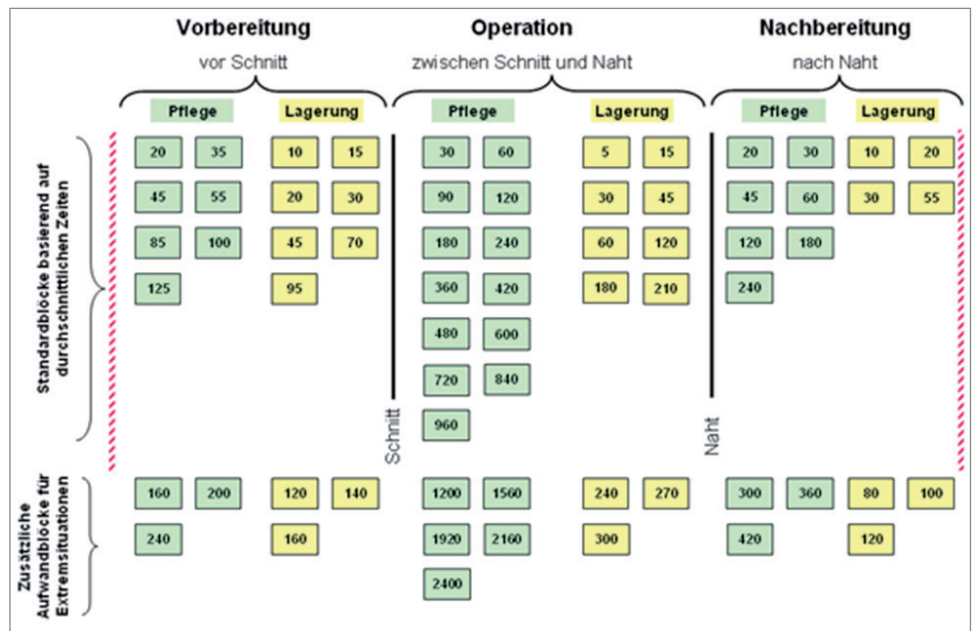 Vorbereitung Operation Nachbereitung
vor Schnitt zwischen Schnitt und Naht nach Naht
Pflege Lagerung Pflege Lagerung Pflege Lagerung
Standardblöcke basierend auf
durchschnittlichen Zeiten
20 35 10 15 30 60 5 15 20 30 10 20
45 55 20 30 90 120 30 45 45 60 30 55
85 100 45 70 180 240 60 120 120 180
125 95 360 420 180 210 240
480 600
720 840
960
Schnitt
Naht
Zusätzliche
Aufwandblöcke für
Extremsituationen
160 200 120 140 1200 1560 240 270 300 360 80 100
240 160 1920 2160 300 420 120
2400